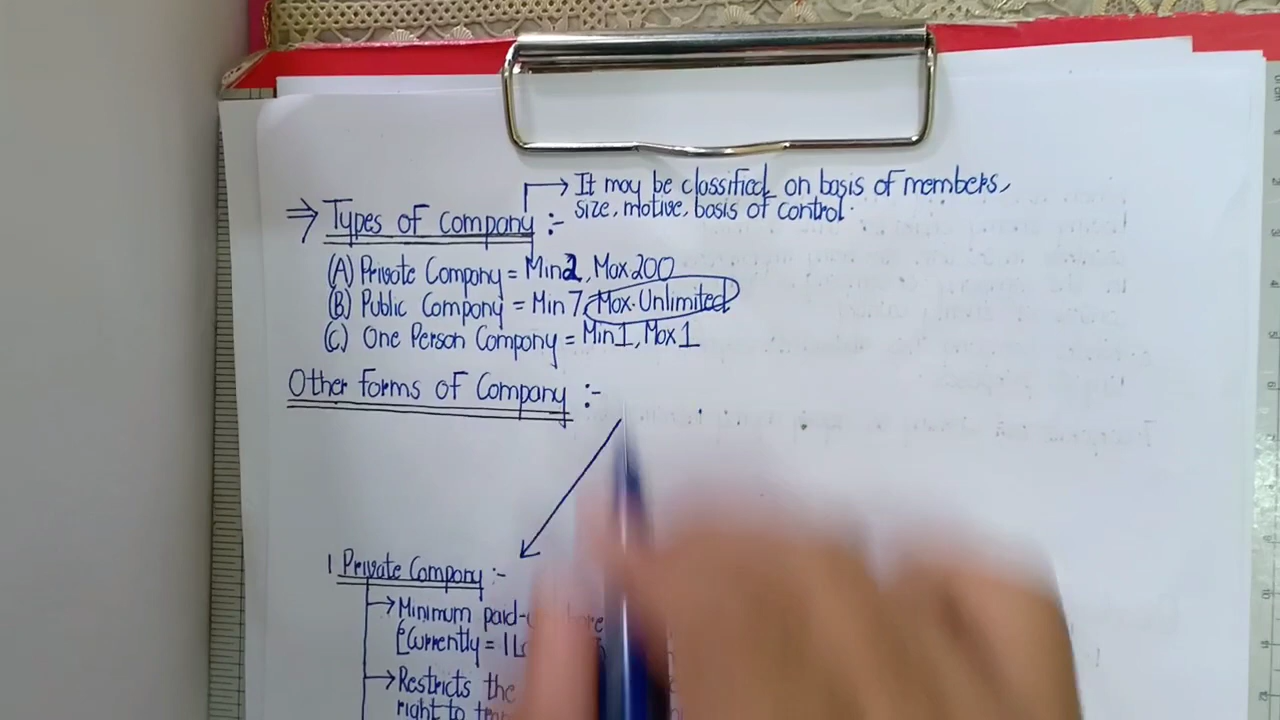 → It may be classified on basis of members,
size, motive, basis of control.
⇒ Types of company :-
(A) Private Company = Min 2, Max 200
(B) Public Company = Min 7, Max. Unlimited
(C) One Person Company = Min 1, Max 1
Other forms of Company :-
1 Private Company :-
→ Minimum paid-
(Currently = 1
→ Restricts the
right to